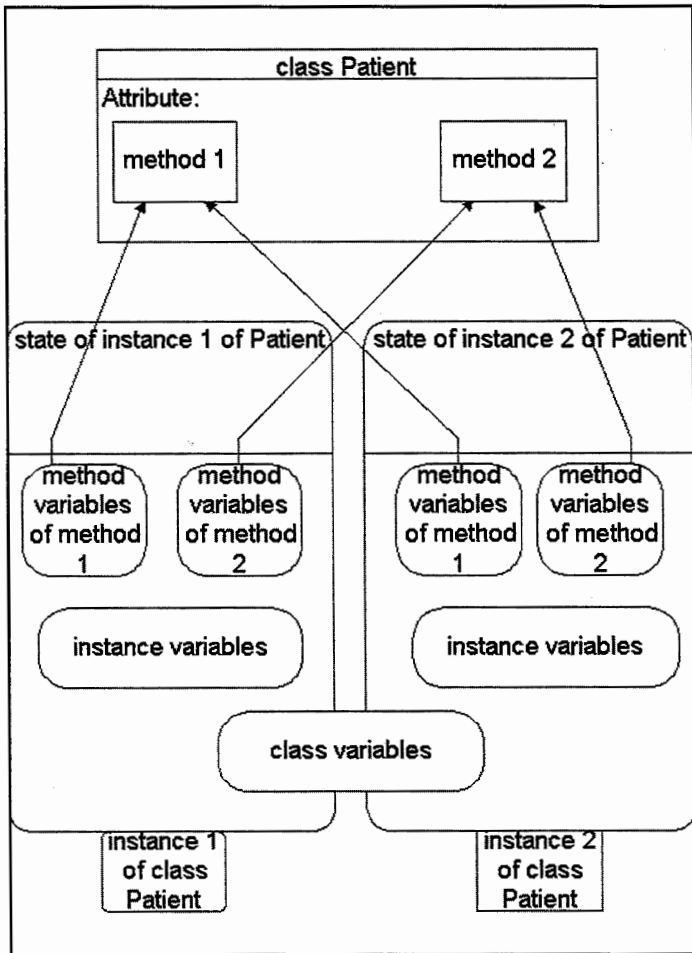 class Patient
Attribute:
method 1
method 2
state of instance 1 of Patient
state of instance 2 of Patient
method
variables
of method
1
method
variables
of method
2
method
variables
of method
1
method
variables
of method
2
instance variables
instance variables
class variables
instance 1
of class
Patient
instance 2
of class
Patient